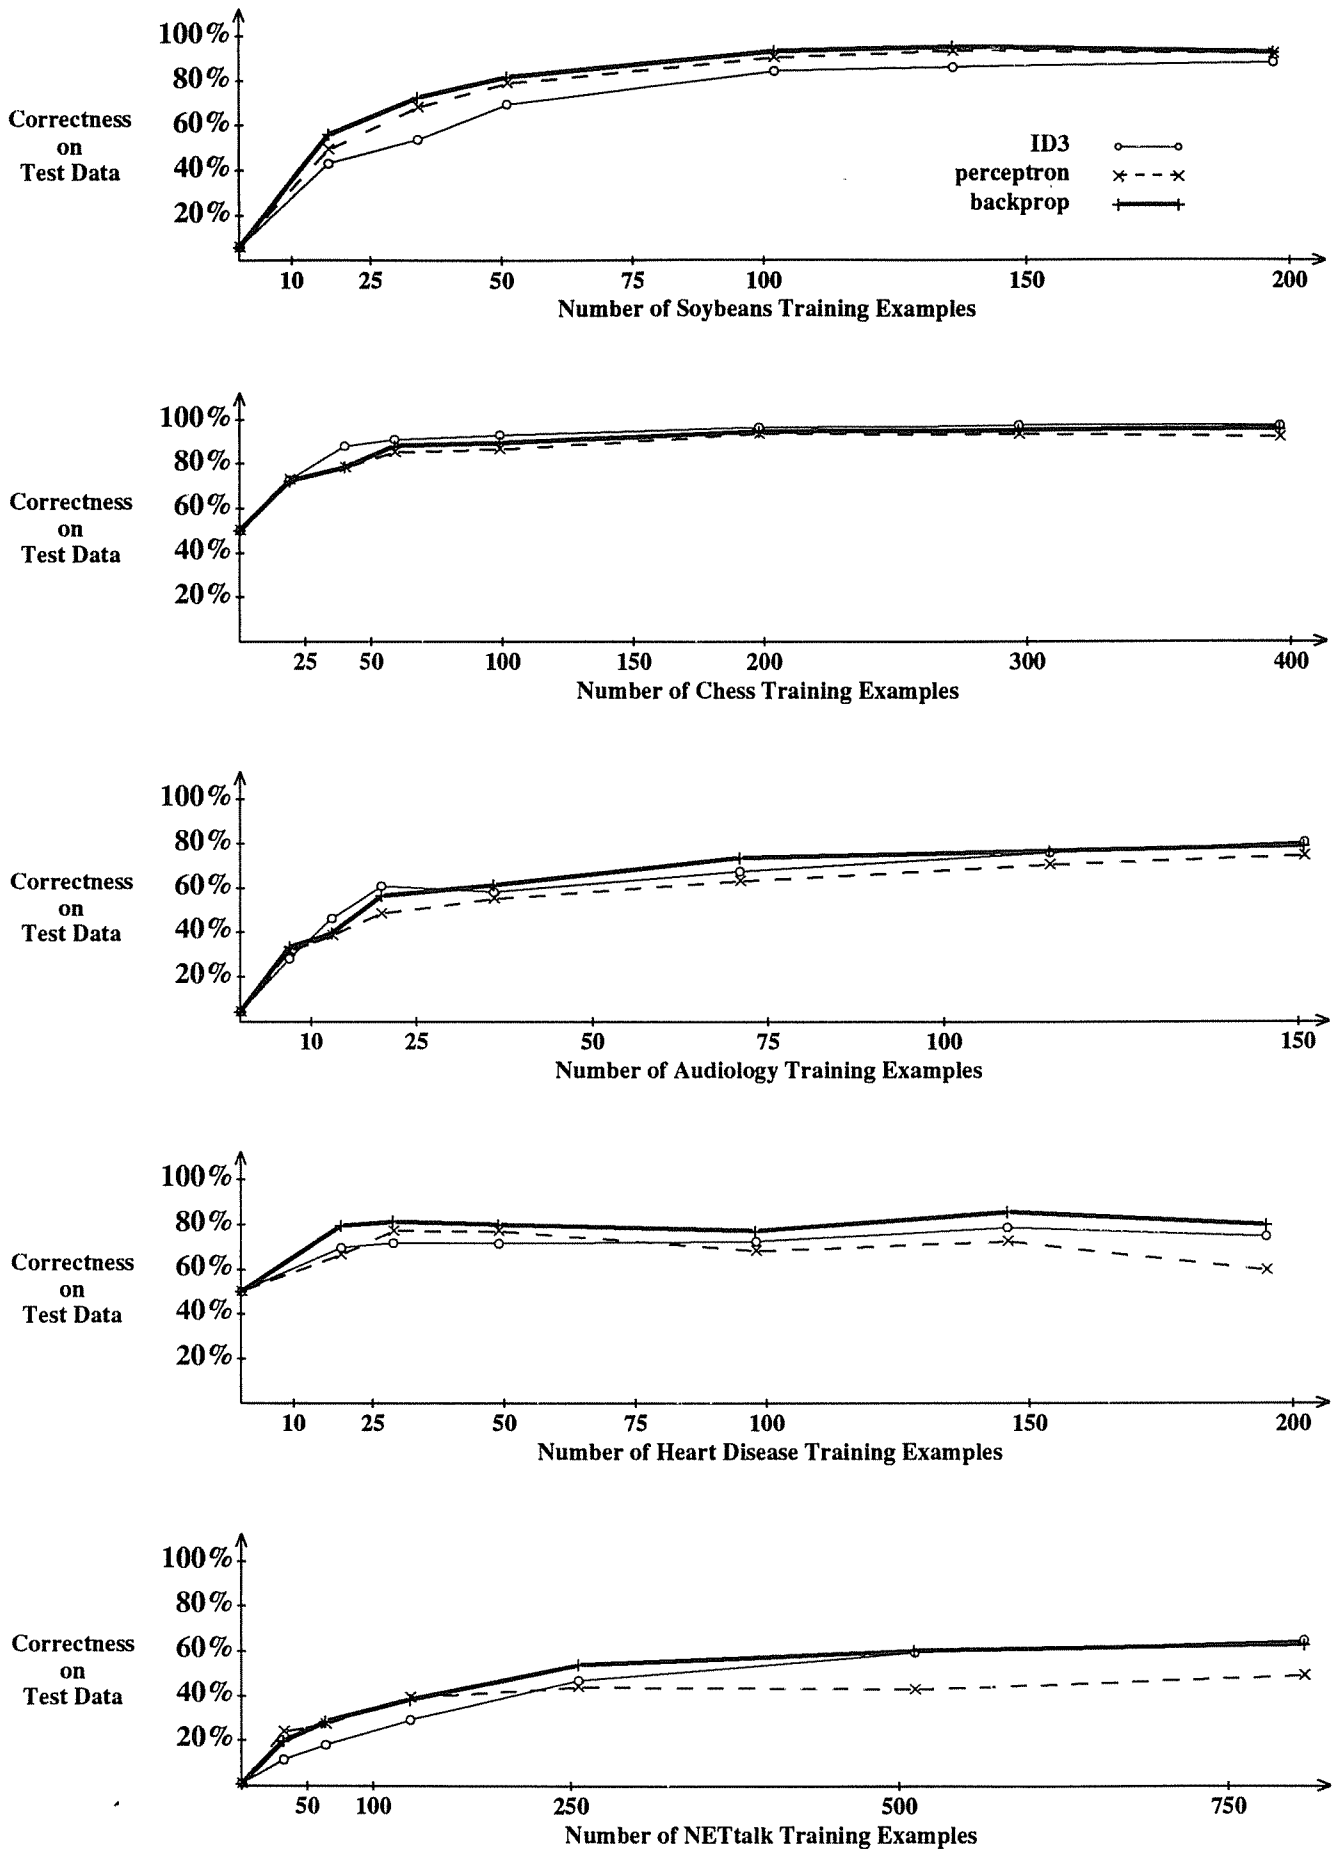 100%
80%
60%
40%
20%
Correctness
on
Test Data
ID3
perceptron
backprop
10 25 50 75 100 150 200
Number of Soybeans Training Examples
100%
80%
60%
40%
20%
Correctness
on
Test Data
25 50 100 150 200 300 400
Number of Chess Training Examples
100%
80%
60%
40%
20%
Correctness
on
Test Data
10 25 50 75 100 150
Number of Audiology Training Examples
100%
80%
60%
40%
20%
Correctness
on
Test Data
10 25 50 75 100 150 200
Number of Heart Disease Training Examples
100%
80%
60%
40%
20%
Correctness
on
Test Data
50 100 250 500 750
Number of NETtalk Training Examples